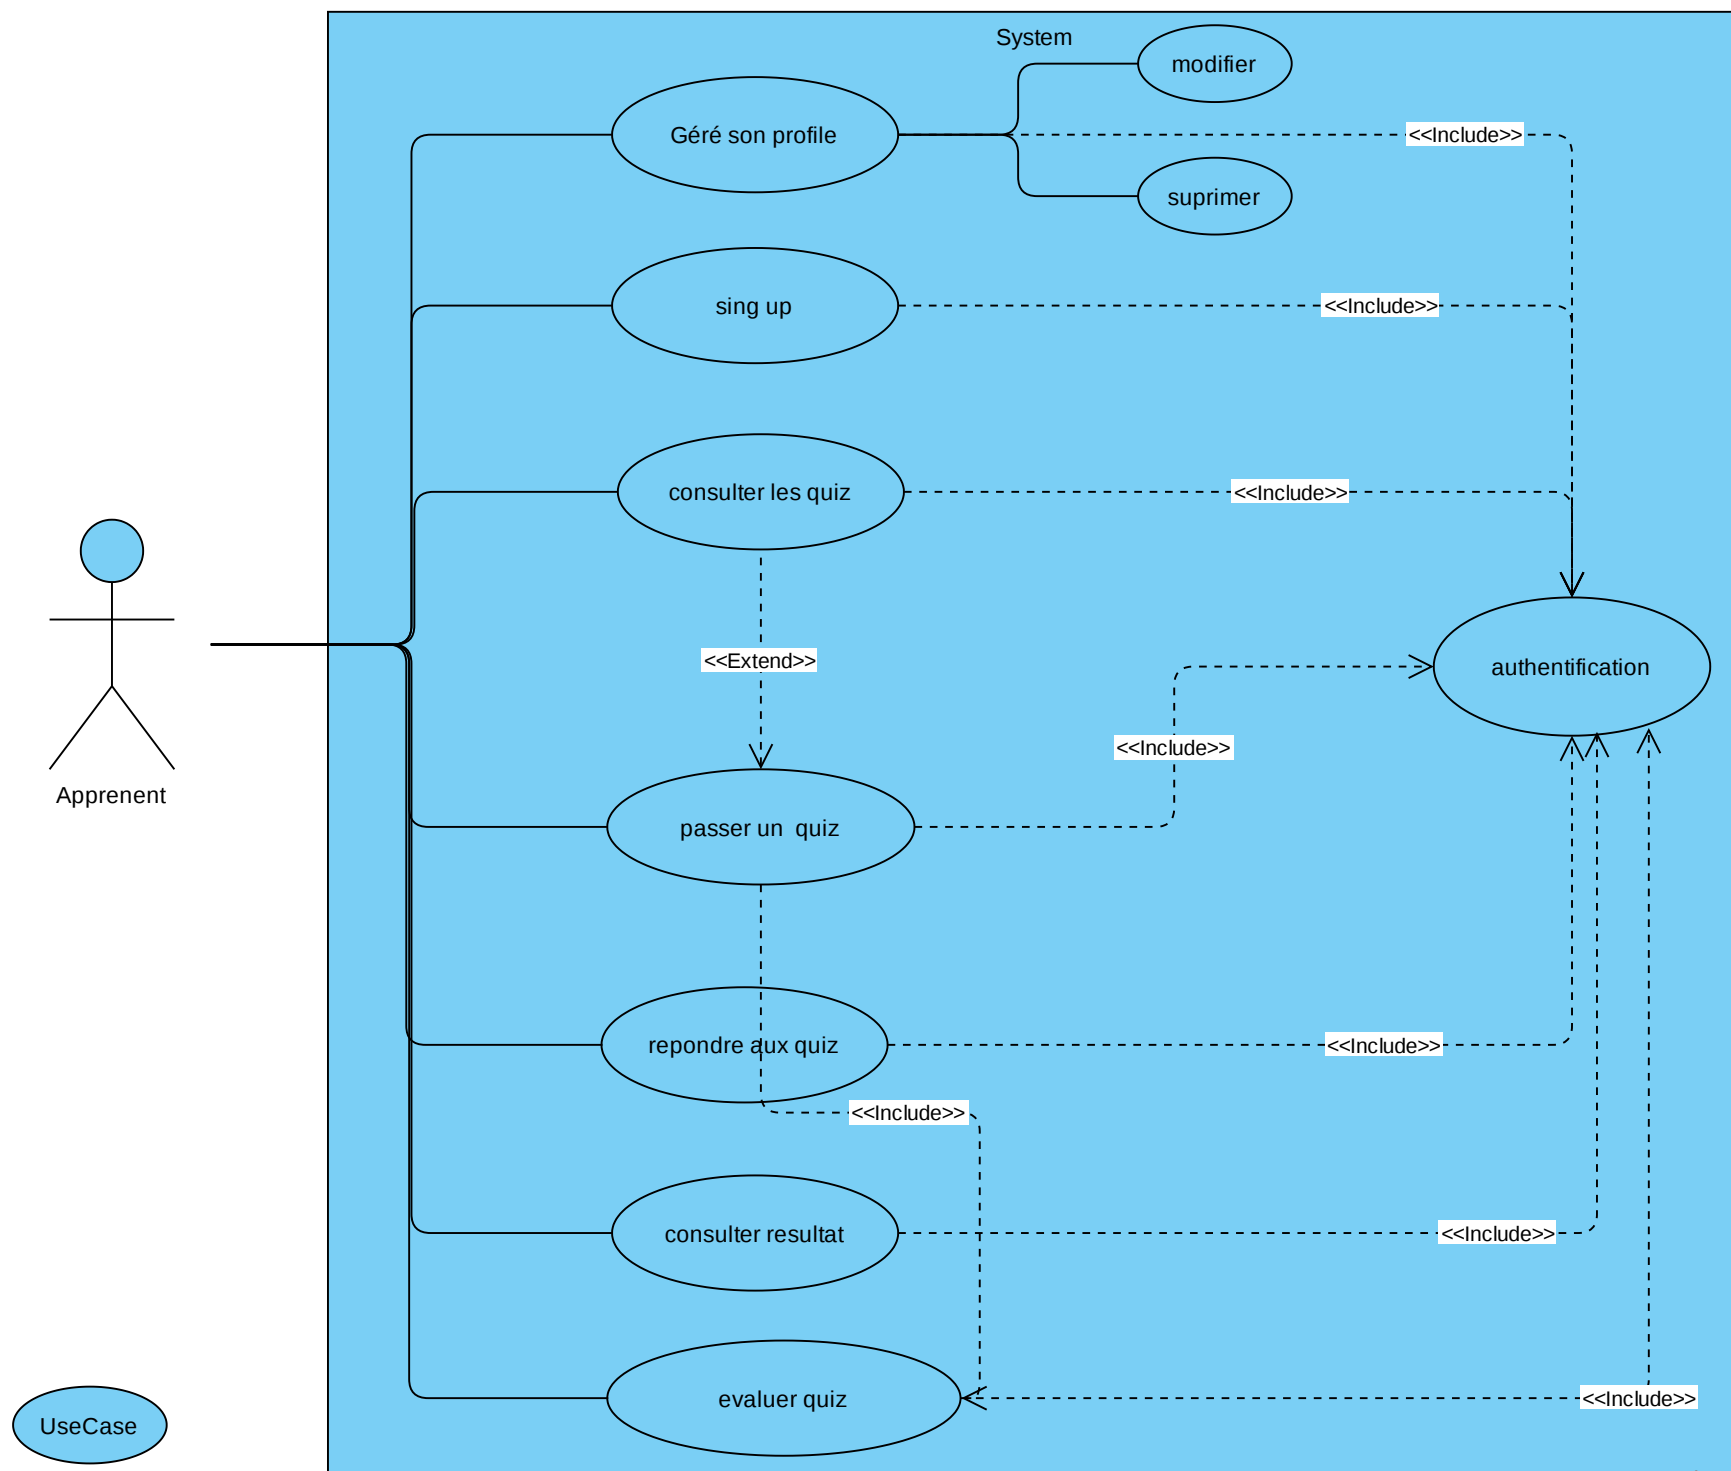 System
modifier
Géré son profile
<<Include>>
suprimer
sing up
<<Include>>
consulter les quiz
<<Include>>
<<Extend>>
authentification
<<Include>>
Apprenent
passer un  quiz
repondre aux quiz
<<Include>>
<<Include>>
consulter resultat
<<Include>>
evaluer quiz
<<Include>>
UseCase